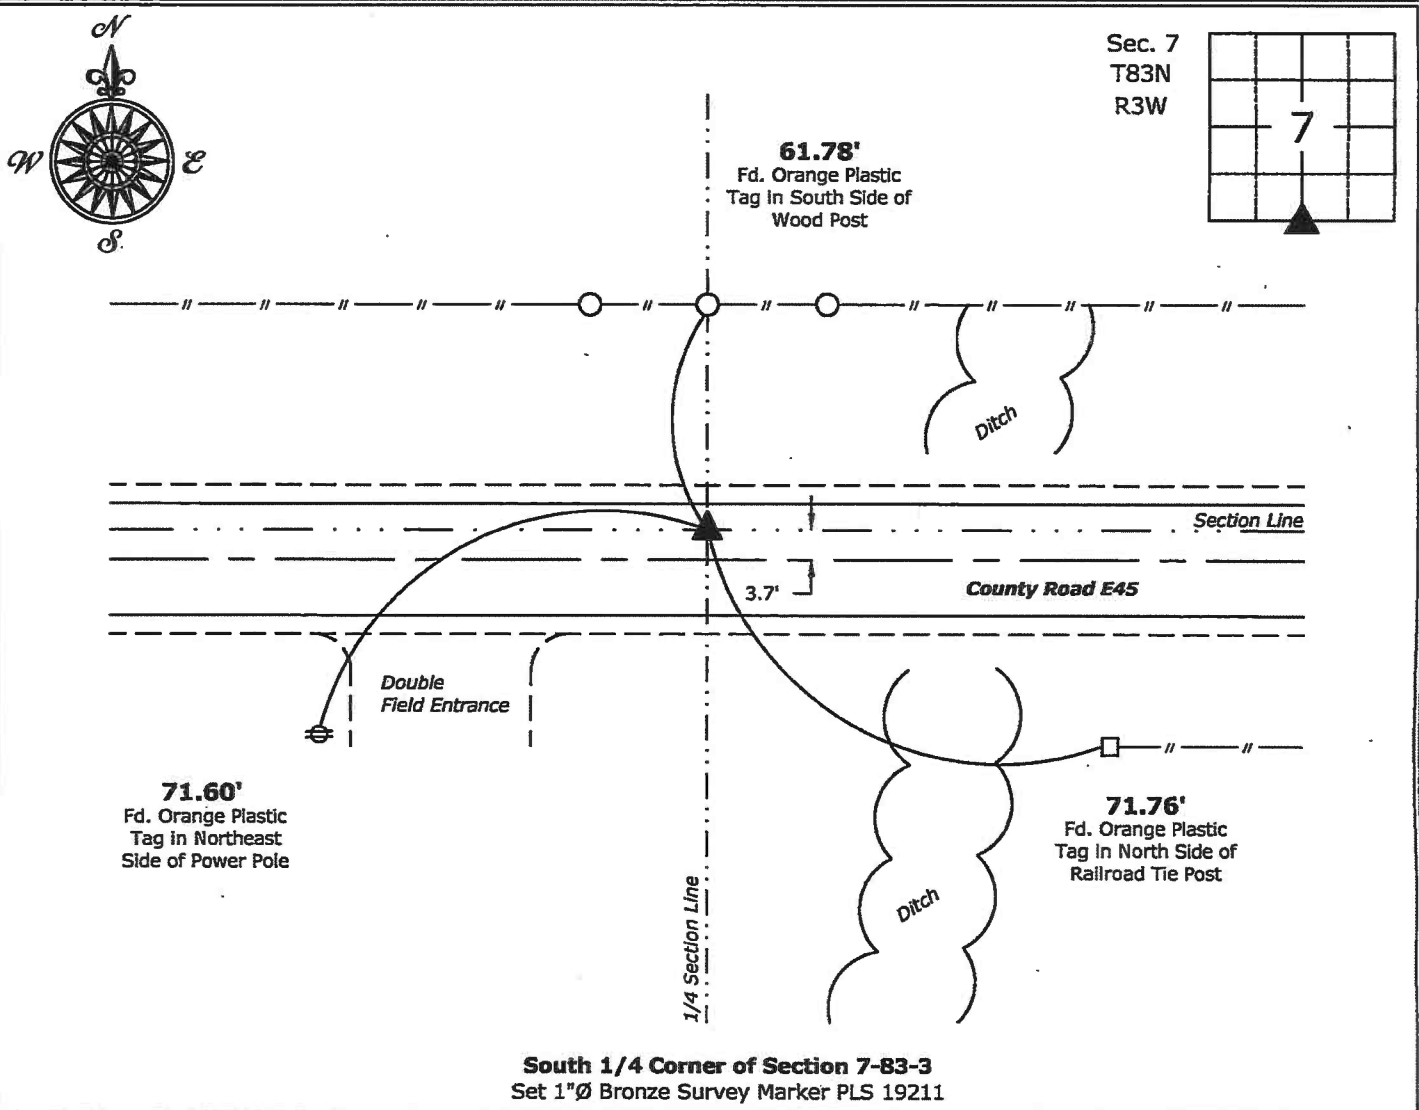 N
W
E
S.
Sec. 7
T83N
R3W
7
61.78'
Fd. Orange Plastic
Tag in South Side of
Wood Post
Ditch
Section Line
3.7'
County Road E45
Double
Field Entrance
71.60'
Fd. Orange Plastic
Tag in Northeast
Side of Power Pole
71.76'
Fd. Orange Plastic
Tag in North Side of
Railroad Tie Post
Ditch
1/4 Section Line
South 1/4 Corner of Section 7-83-3
Set 1"Ø Bronze Survey Marker PLS 19211